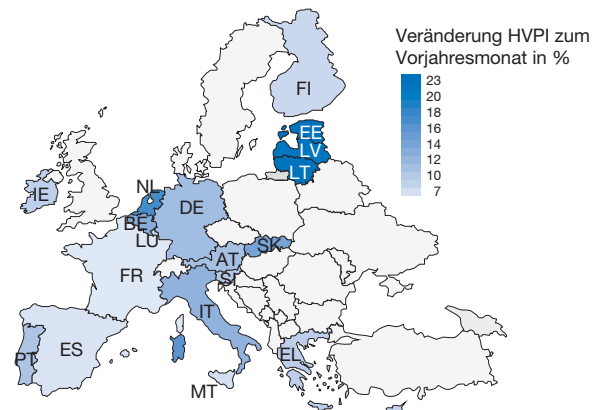 Veränderung HVPI zum
Vorjahresmonat in %
23
20
18
16
14
12
10
7
FI
EE
LV
LT
IE
NL
DE
BE
LU
SK
AT
FR
SI
IT
PT
ES
EL
MT